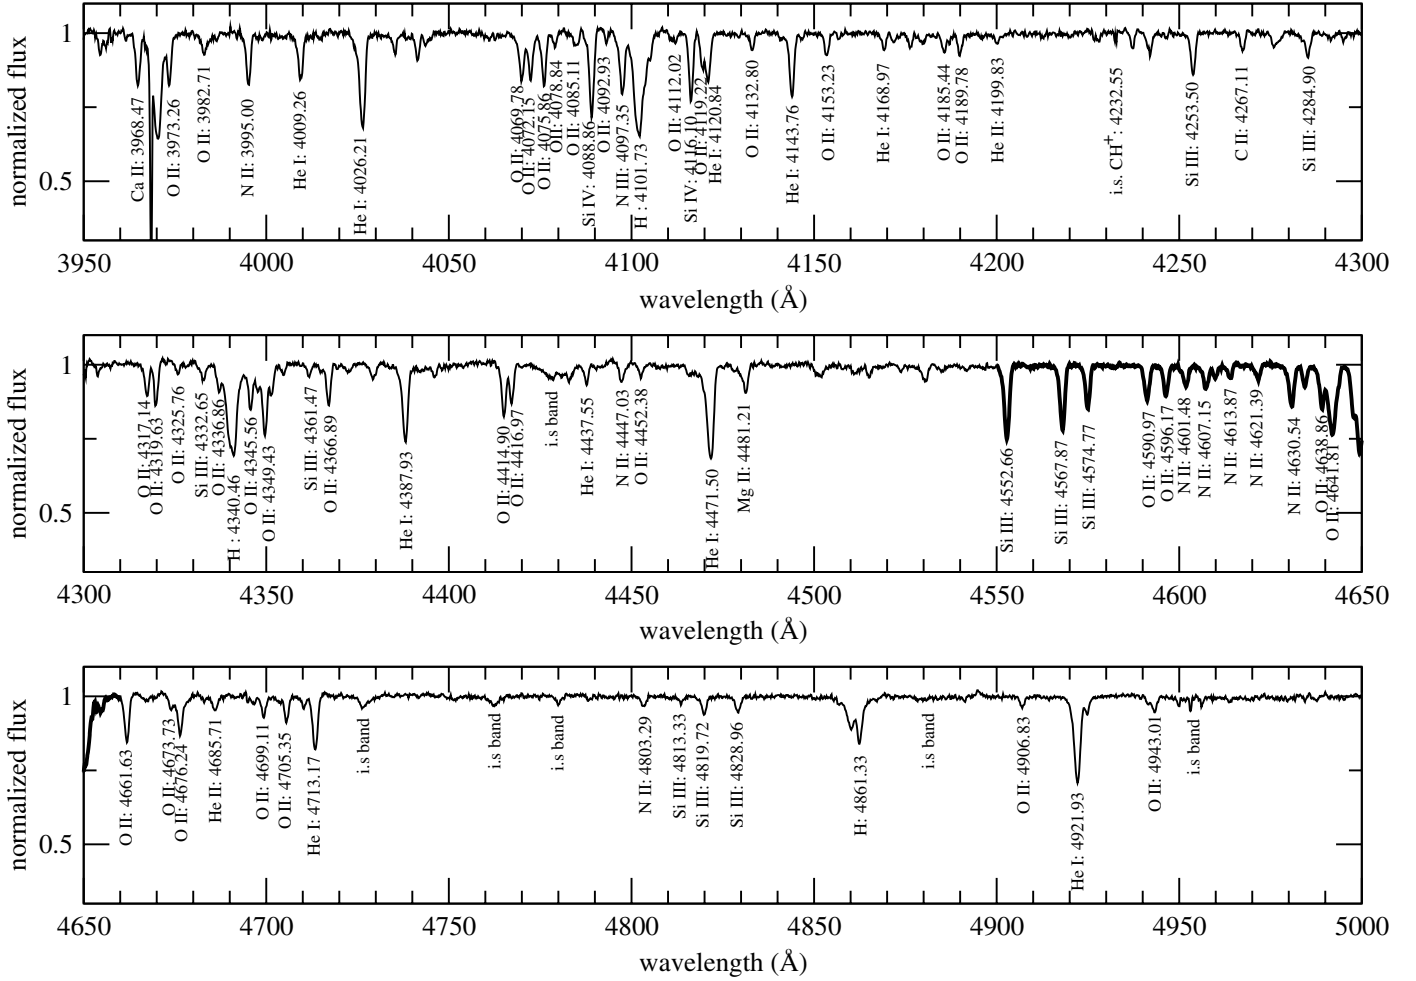 normalized flux
1
0.5
Ca II: 3968.47
O II: 3973.26
O II: 3982.71
N II: 3995.00
He I: 4009.26
He I: 4026.21
O II: 4069.78
O II: 4072.15
O II: 4075.86
O II: 4078.84
O II: 4085.11
Si IV: 4088.86
O II: 4092.93
N III: 4097.35
H : 4101.73
O II: 4112.02
Si IV: 4116.10
O II: 4119.22
He I: 4120.84
O II: 4132.80
He I: 4143.76
O II: 4153.23
He I: 4168.97
O II: 4185.44
O II: 4189.78
He II: 4199.83
i.s. CH+: 4232.55
Si III: 4253.50
C II: 4267.11
Si III: 4284.90
3950 4000 4050 4100 4150 4200 4250 4300
wavelength (Å)
normalized flux
1
0.5
O II: 4317.14
O II: 4319.63
O II: 4325.76
Si III: 4332.65
O II: 4336.86
H : 4340.46
O II: 4345.56
O II: 4349.43
Si III: 4361.47
O II: 4366.89
He I: 4387.93
O II: 4414.90
O II: 4416.97
i.s band
He I: 4437.55
N II: 4447.03
O II: 4452.38
He I: 4471.50
Mg II: 4481.21
Si III: 4552.66
Si III: 4567.87
Si III: 4574.77
O II: 4590.97
O II: 4596.17
N II: 4601.48
N II: 4607.15
N II: 4613.87
N II: 4621.39
N II: 4630.54
O II: 4638.86
O II: 4641.81
4300 4350 4400 4450 4500 4550 4600 4650
wavelength (Å)
normalized flux
1
0.5
O II: 4661.63
O II: 4673.73
O II: 4676.24
He II: 4685.71
O II: 4699.11
O II: 4705.35
He I: 4713.17
i.s band
i.s band
i.s band
N II: 4803.29
Si III: 4813.33
Si III: 4819.72
Si III: 4828.96
H: 4861.33
i.s band
O II: 4906.83
He I: 4921.93
O II: 4943.01
i.s band
4650 4700 4750 4800 4850 4900 4950 5000
wavelength (Å)